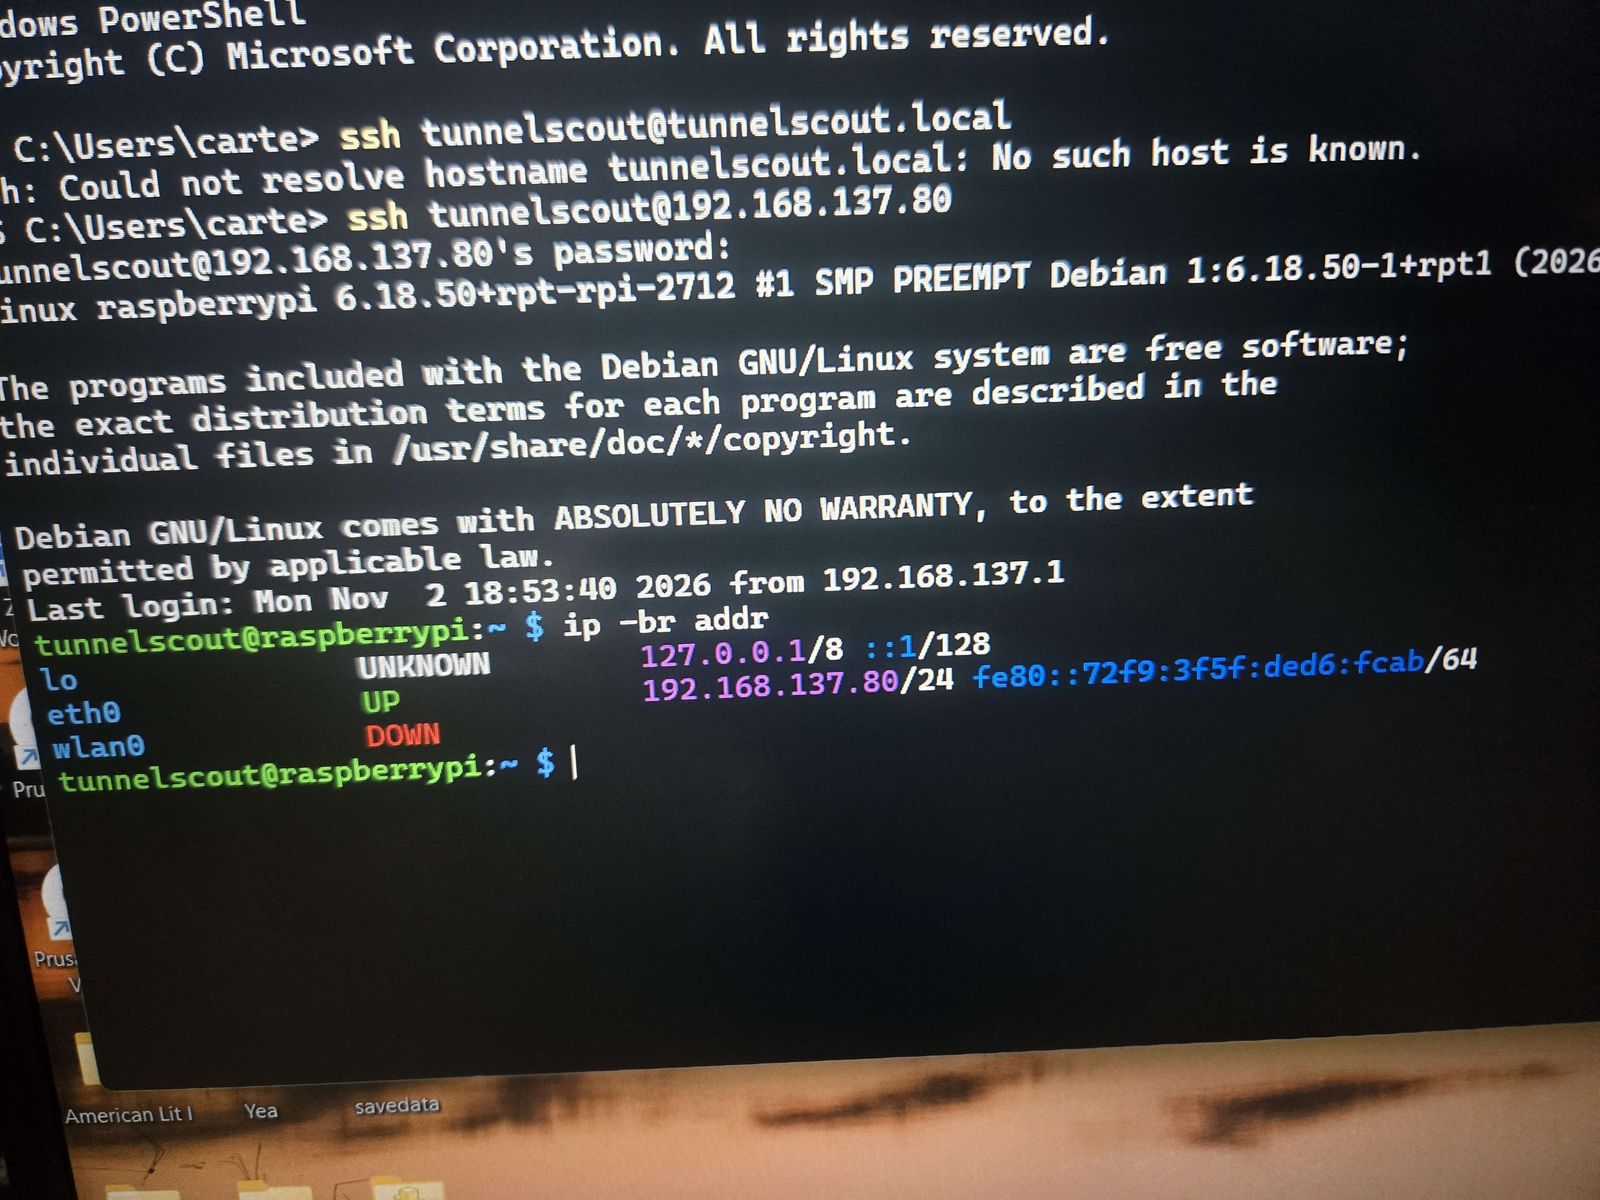 dows PowerShell
pyright (C) Microsoft Corporation. All rights reserved.
C:\Users\carte> ssh tunnelscout@tunnelscout.local
h: Could not resolve hostname tunnelscout.local: No such host is known.
S C:\Users\carte> ssh tunnelscout@192.168.137.80
unnelscout@192.168.137.80's password:
inux raspberrypi 6.18.50+rpt-rpi-2712 #1 SMP PREEMPT Debian 1:6.18.50-1+rpt1 (2026
The programs included with the Debian GNU/Linux system are free software;
the exact distribution terms for each program are described in the
individual files in /usr/share/doc/*/copyright.
Debian GNU/Linux comes with ABSOLUTELY NO WARRANTY, to the extent
permitted by applicable law.
Last login: Mon Nov  2 18:53:40 2026 from 192.168.137.1
tunnelscout@raspberrypi:~ $ ip -br addr
lo UNKNOWN 127.0.0.1/8 ::1/128
eth0 UP 192.168.137.80/24 fe80::72f9:3f5f:ded6:fcab/64
wlan0 DOWN
tunnelscout@raspberrypi:~ $
Pru
Prus
V
American Lit I Yea savedata